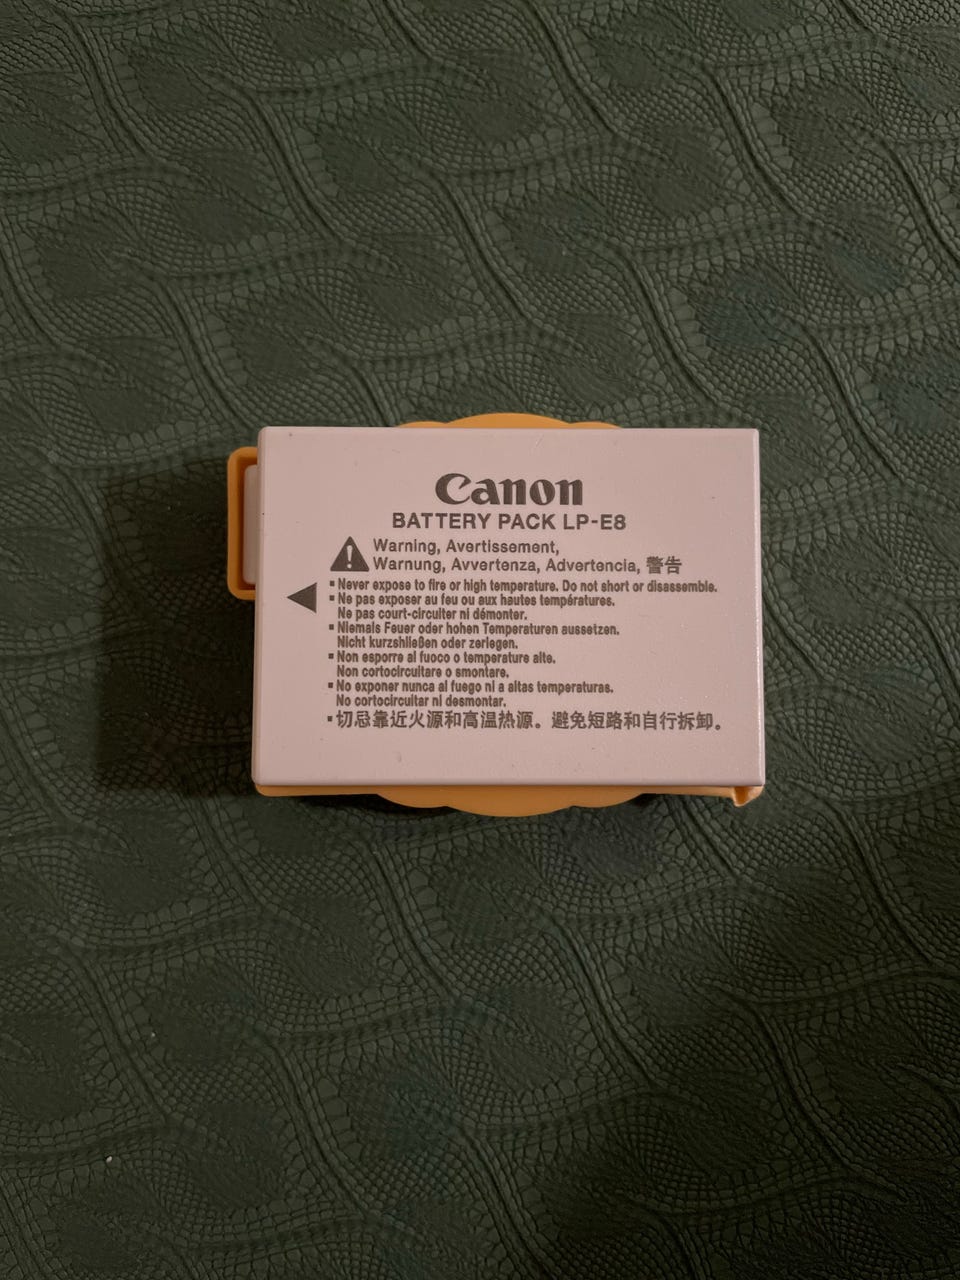 Canon
BATTERY PACK LP-E8
Warning, Avertissement,
Warnung, Avvertenza, Advertencia, 警告
▪ Never expose to fire or high temperature. Do not short or disassemble.
▪ Ne pas exposer au feu ou aux hautes températures.
Ne pas court-circuiter ni démonter.
▪ Niemals Feuer oder hohen Temperaturen aussetzen.
Nicht kurzshließen oder zerlegen.
▪ Non esporre al fuoco o temperature alte.
Non cortocircuitare o smontare.
▪ No exponer nunca al fuego ni a altas temperaturas.
No cortocircuitar ni desmontar.
▪ 切忌靠近火源和高温热源。避免短路和自行拆卸。